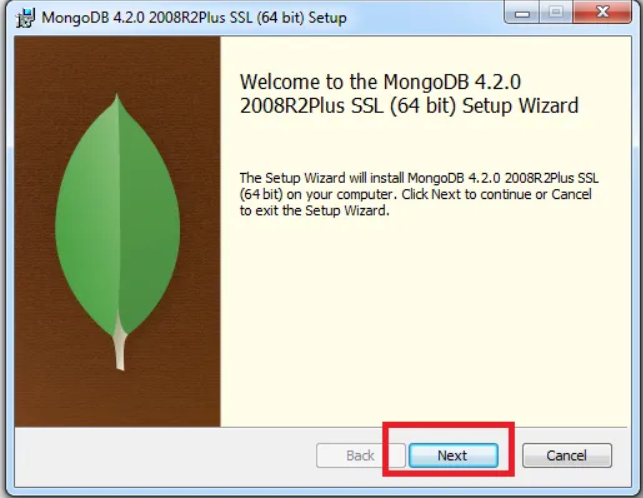 MongoDB 4.2.0 2008R2Plus SSL (64 bit) Setup
Welcome to the MongoDB 4.2.0
2008R2Plus SSL (64 bit) Setup Wizard
The Setup Wizard will install MongoDB 4.2.0 2008R2Plus SSL
(64 bit) on your computer. Click Next to continue or Cancel
to exit the Setup Wizard.
Back Next Cancel